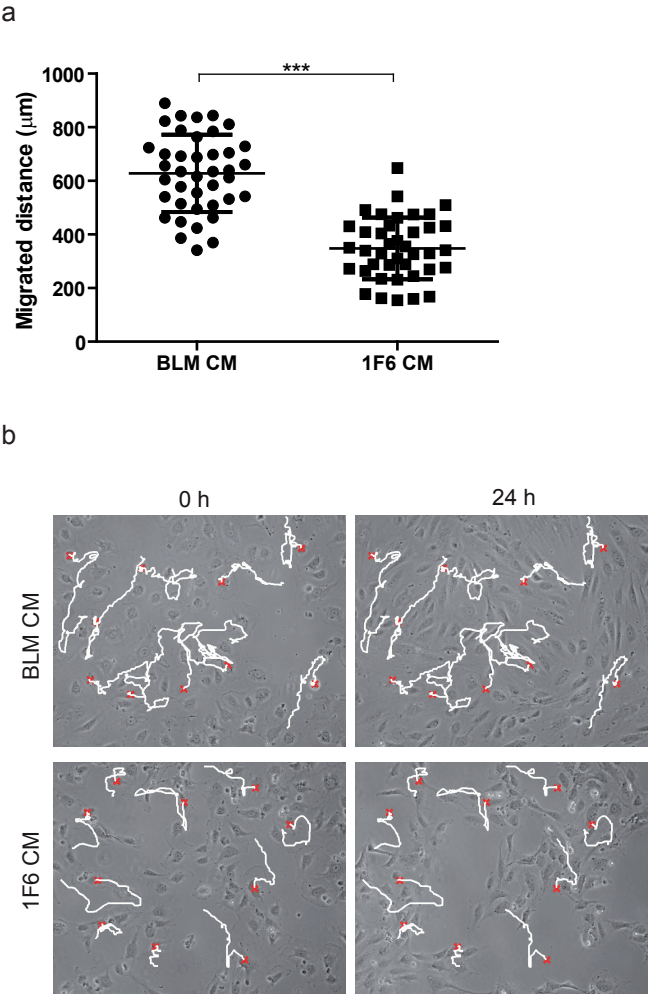 a
***
1000
800
600
400
200
0
Migrated distance (μm)
BLM CM
1F6 CM
b
0 h
24 h
BLM CM
1F6 CM